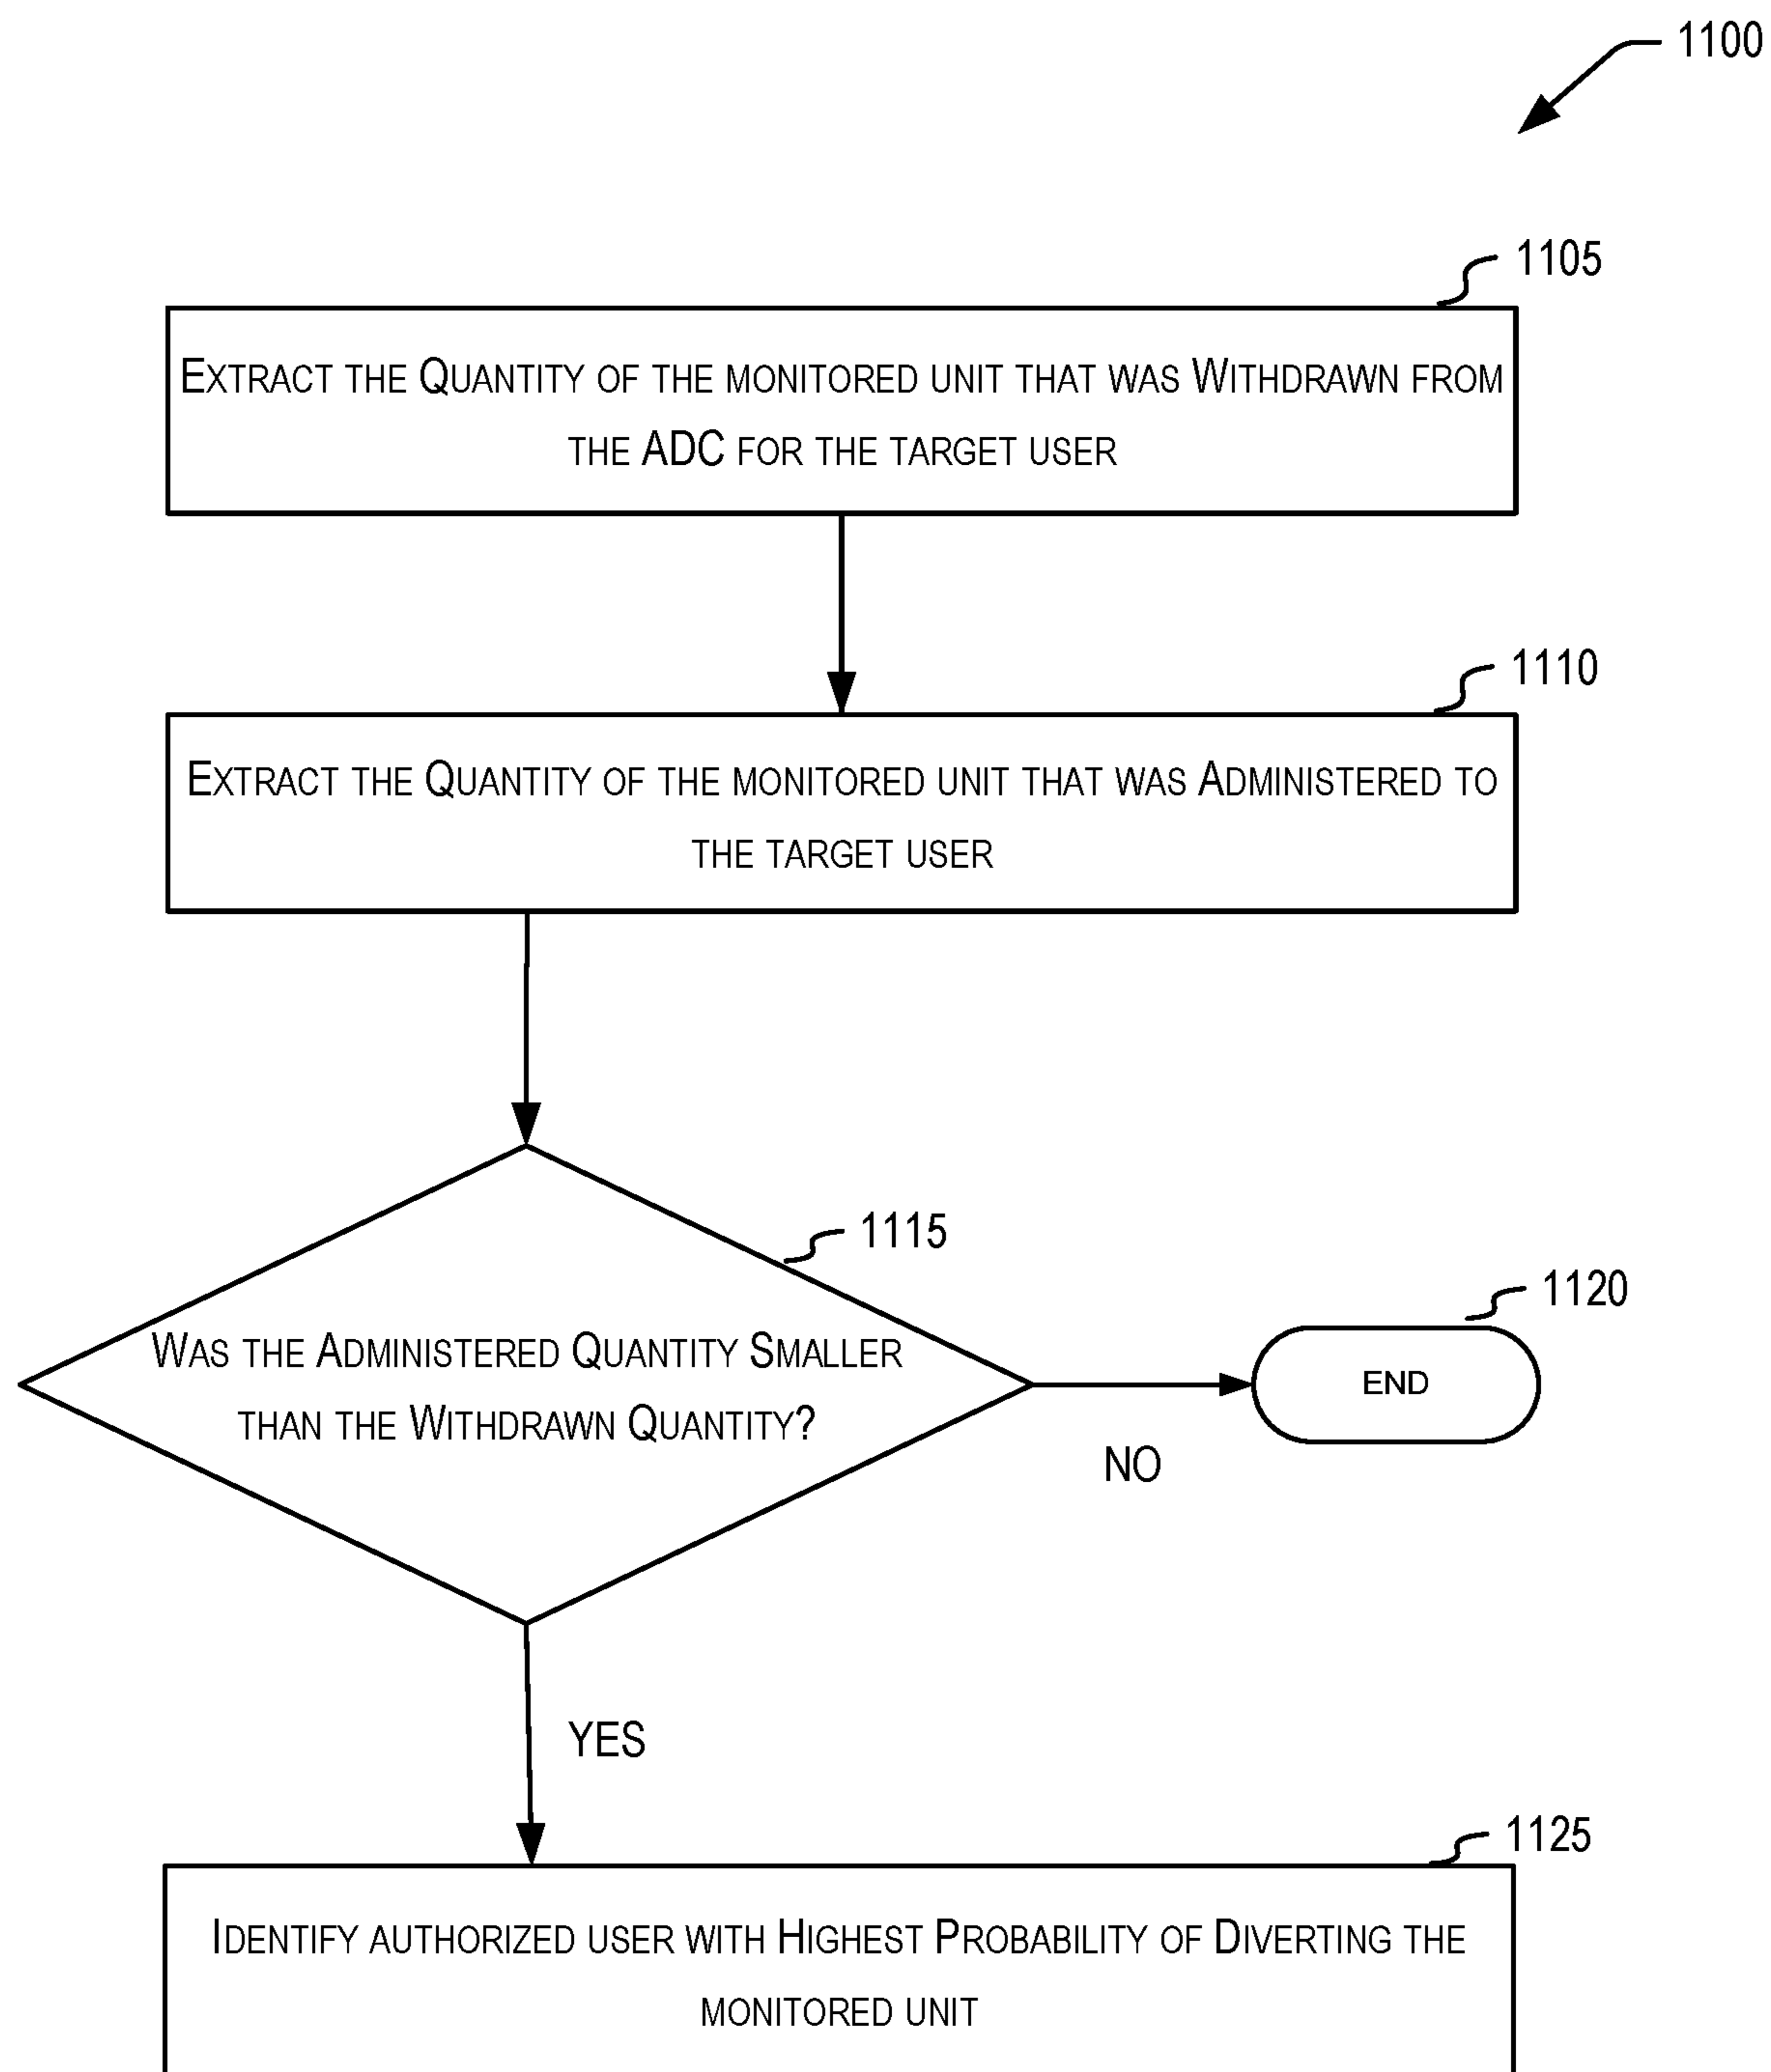 1100
1105
Extract the Quantity of the monitored unit that was Withdrawn from
the ADC for the target user
1110
Extract the Quantity of the monitored unit that was Administered to
the target user
1115
Was the Administered Quantity Smaller
than the Withdrawn Quantity?
1120
END
NO
YES
1125
Identify authorized user with Highest Probability of Diverting the
monitored unit